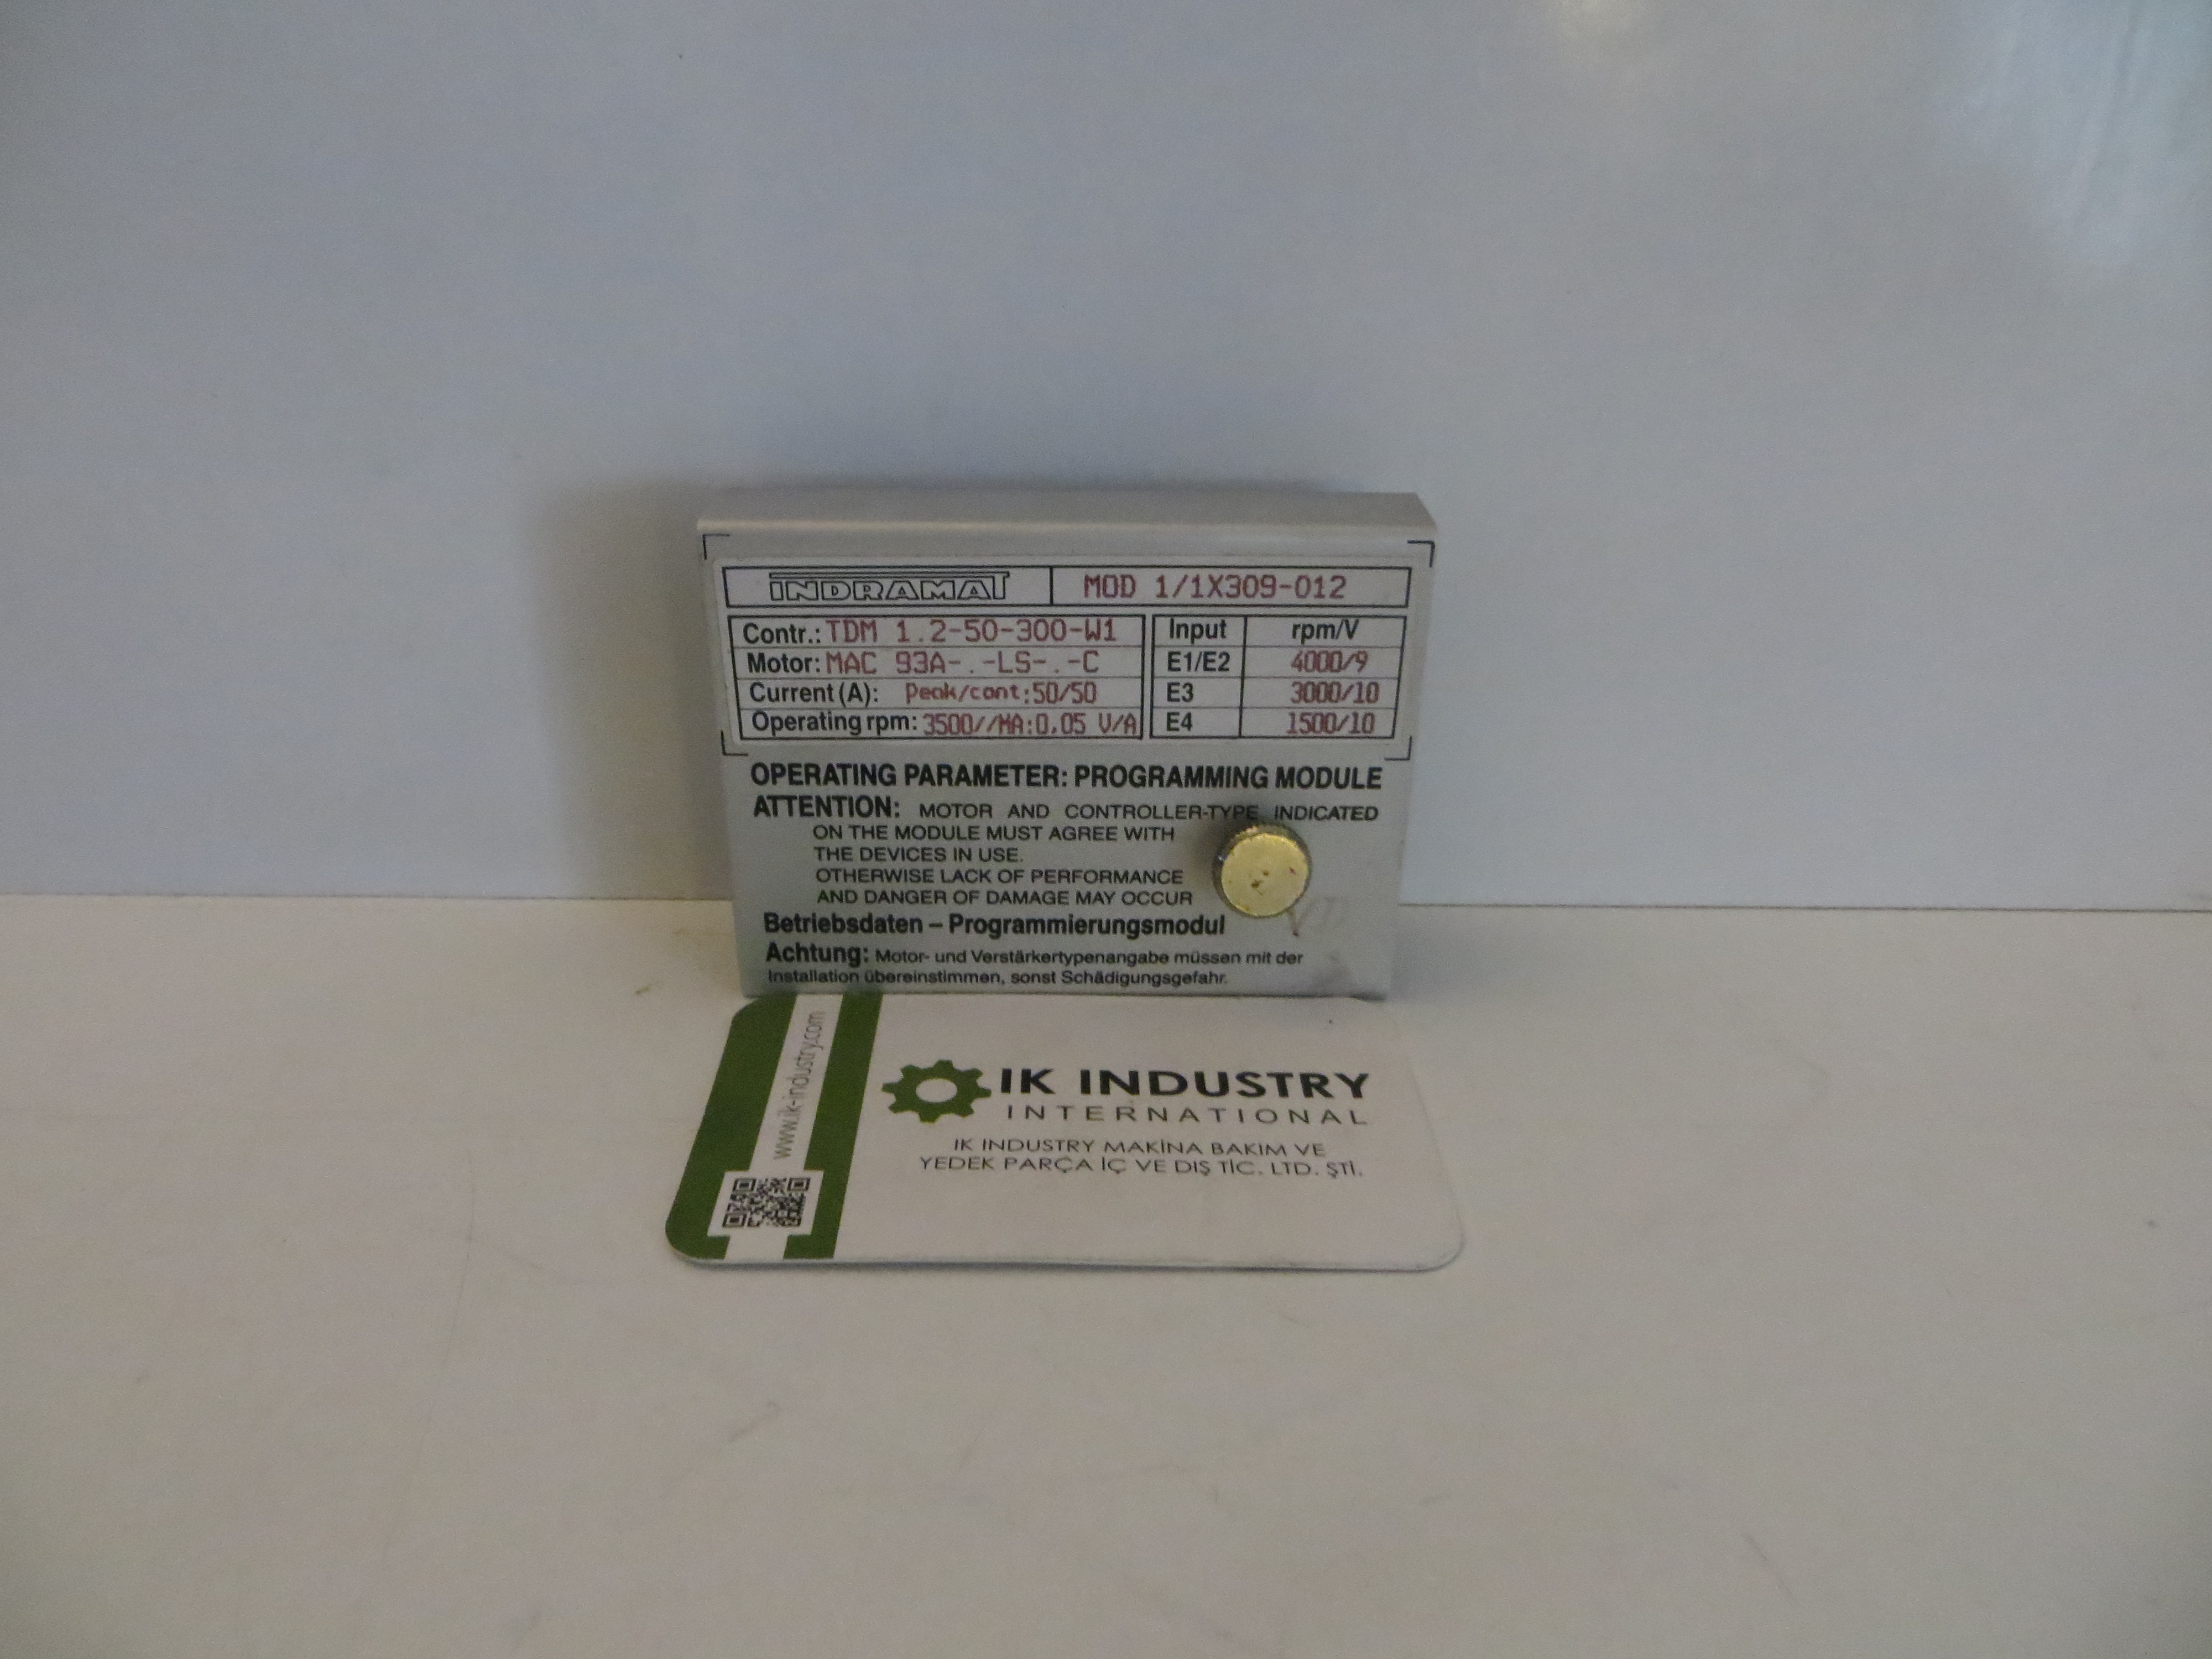 INDRAMAT MOD 1/1X309-012
Contr.: TDM 1.2-50-300-W1
Motor: MAC 93A-.-LS-.-C
Current (A): Peak/cont:50/50
Operating rpm: 3500//MA:0.05 V/A
Input rpm/V
E1/E2 4000/9
E3 3000/10
E4 1500/10
OPERATING PARAMETER: PROGRAMMING MODULE
ATTENTION: MOTOR AND CONTROLLER-TYPE INDICATED
ON THE MODULE MUST AGREE WITH
THE DEVICES IN USE.
OTHERWISE LACK OF PERFORMANCE
AND DANGER OF DAMAGE MAY OCCUR
Betriebsdaten – Programmierungsmodul
Achtung: Motor- und Verstärkertypenangabe müssen mit der
Installation übereinstimmen, sonst Schädigungsgefahr.
www.ik-industry.com
IK INDUSTRY
INTERNATIONAL
IK INDUSTRY MAKİNA BAKIM VE
YEDEK PARÇA İÇ VE DIŞ TİC. LTD. ŞTİ.